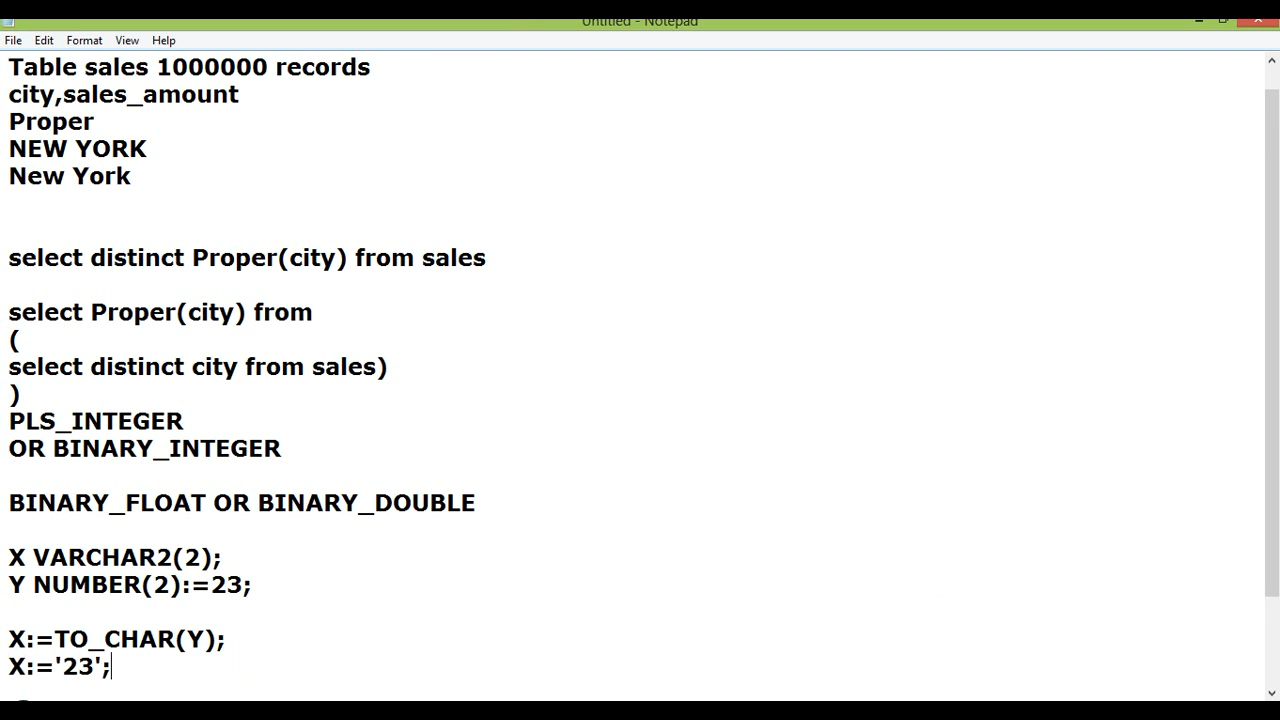 Untitled - Notepad
File Edit Format View Help
Table sales 1000000 records
city,sales_amount
Proper
NEW YORK
New York
select distinct Proper(city) from sales
select Proper(city) from
(
select distinct city from sales)
)
PLS_INTEGER
OR BINARY_INTEGER
BINARY_FLOAT OR BINARY_DOUBLE
X VARCHAR2(2);
Y NUMBER(2):=23;
X:=TO_CHAR(Y);
X:='23';